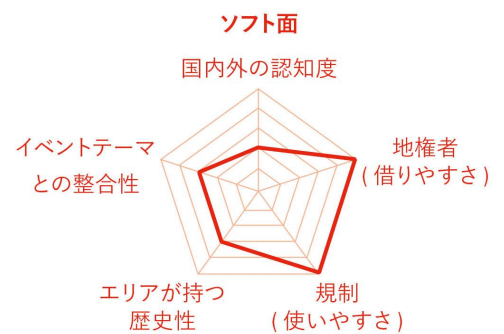 ソフト面
国内外の認知度
地権者
(借りやすさ)
規制
(使いやすさ)
エリアが持つ
歴史性
イベントテーマ
との整合性